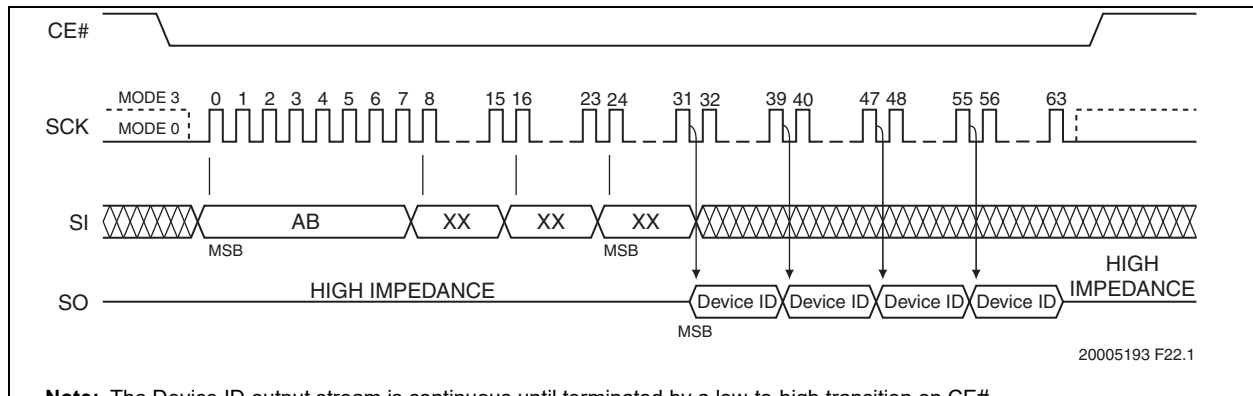 CE#
MODE 3 0 1 2 3 4 5 6 7 8 15 16 23 24 31 32 39 40 47 48 55 56 63
SCK MODE 0
SI AB XX XX XX
MSB MSB
HIGH IMPEDANCE
HIGH IMPEDANCE
SO Device ID Device ID Device ID Device ID
MSB
20005193 F22.1
Note: The Device ID output stream is continuous until terminated by a low-to-high transition on CE#